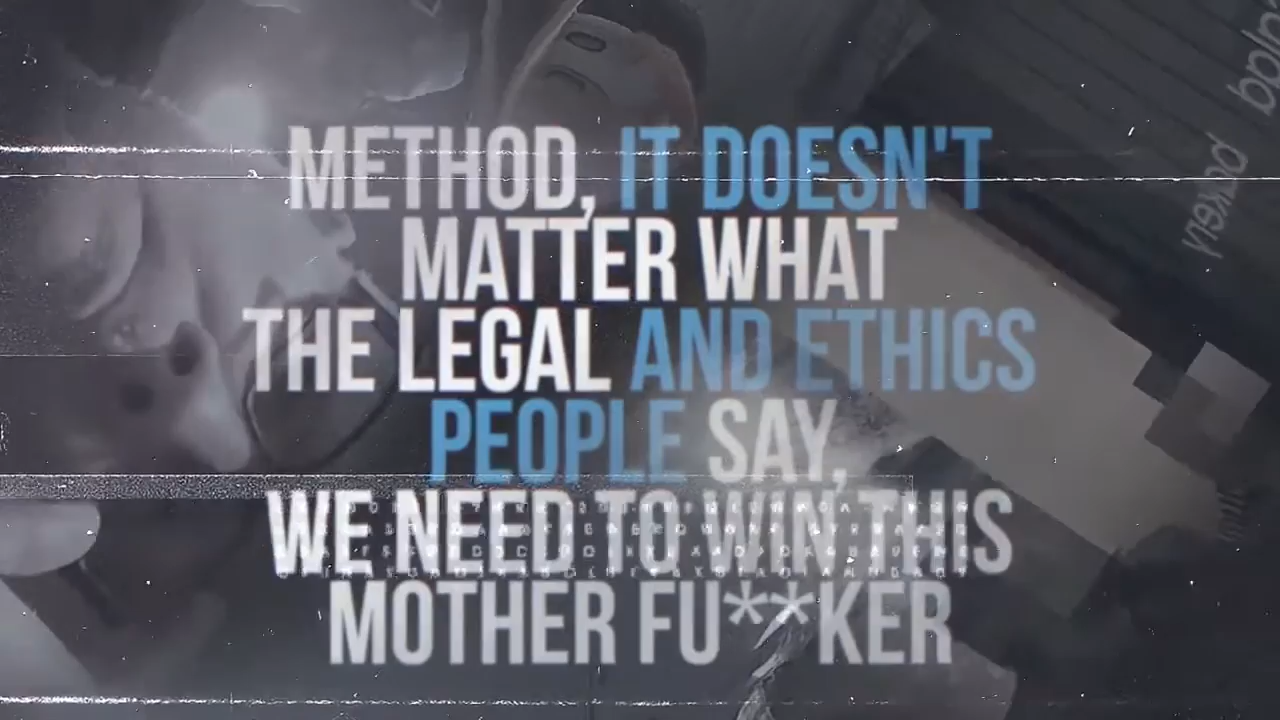 METHOD, IT DOESN'T
MATTER WHAT
THE LEGAL AND ETHICS
PEOPLE SAY,
WE NEED TO WIN THIS
MOTHER FU**KER